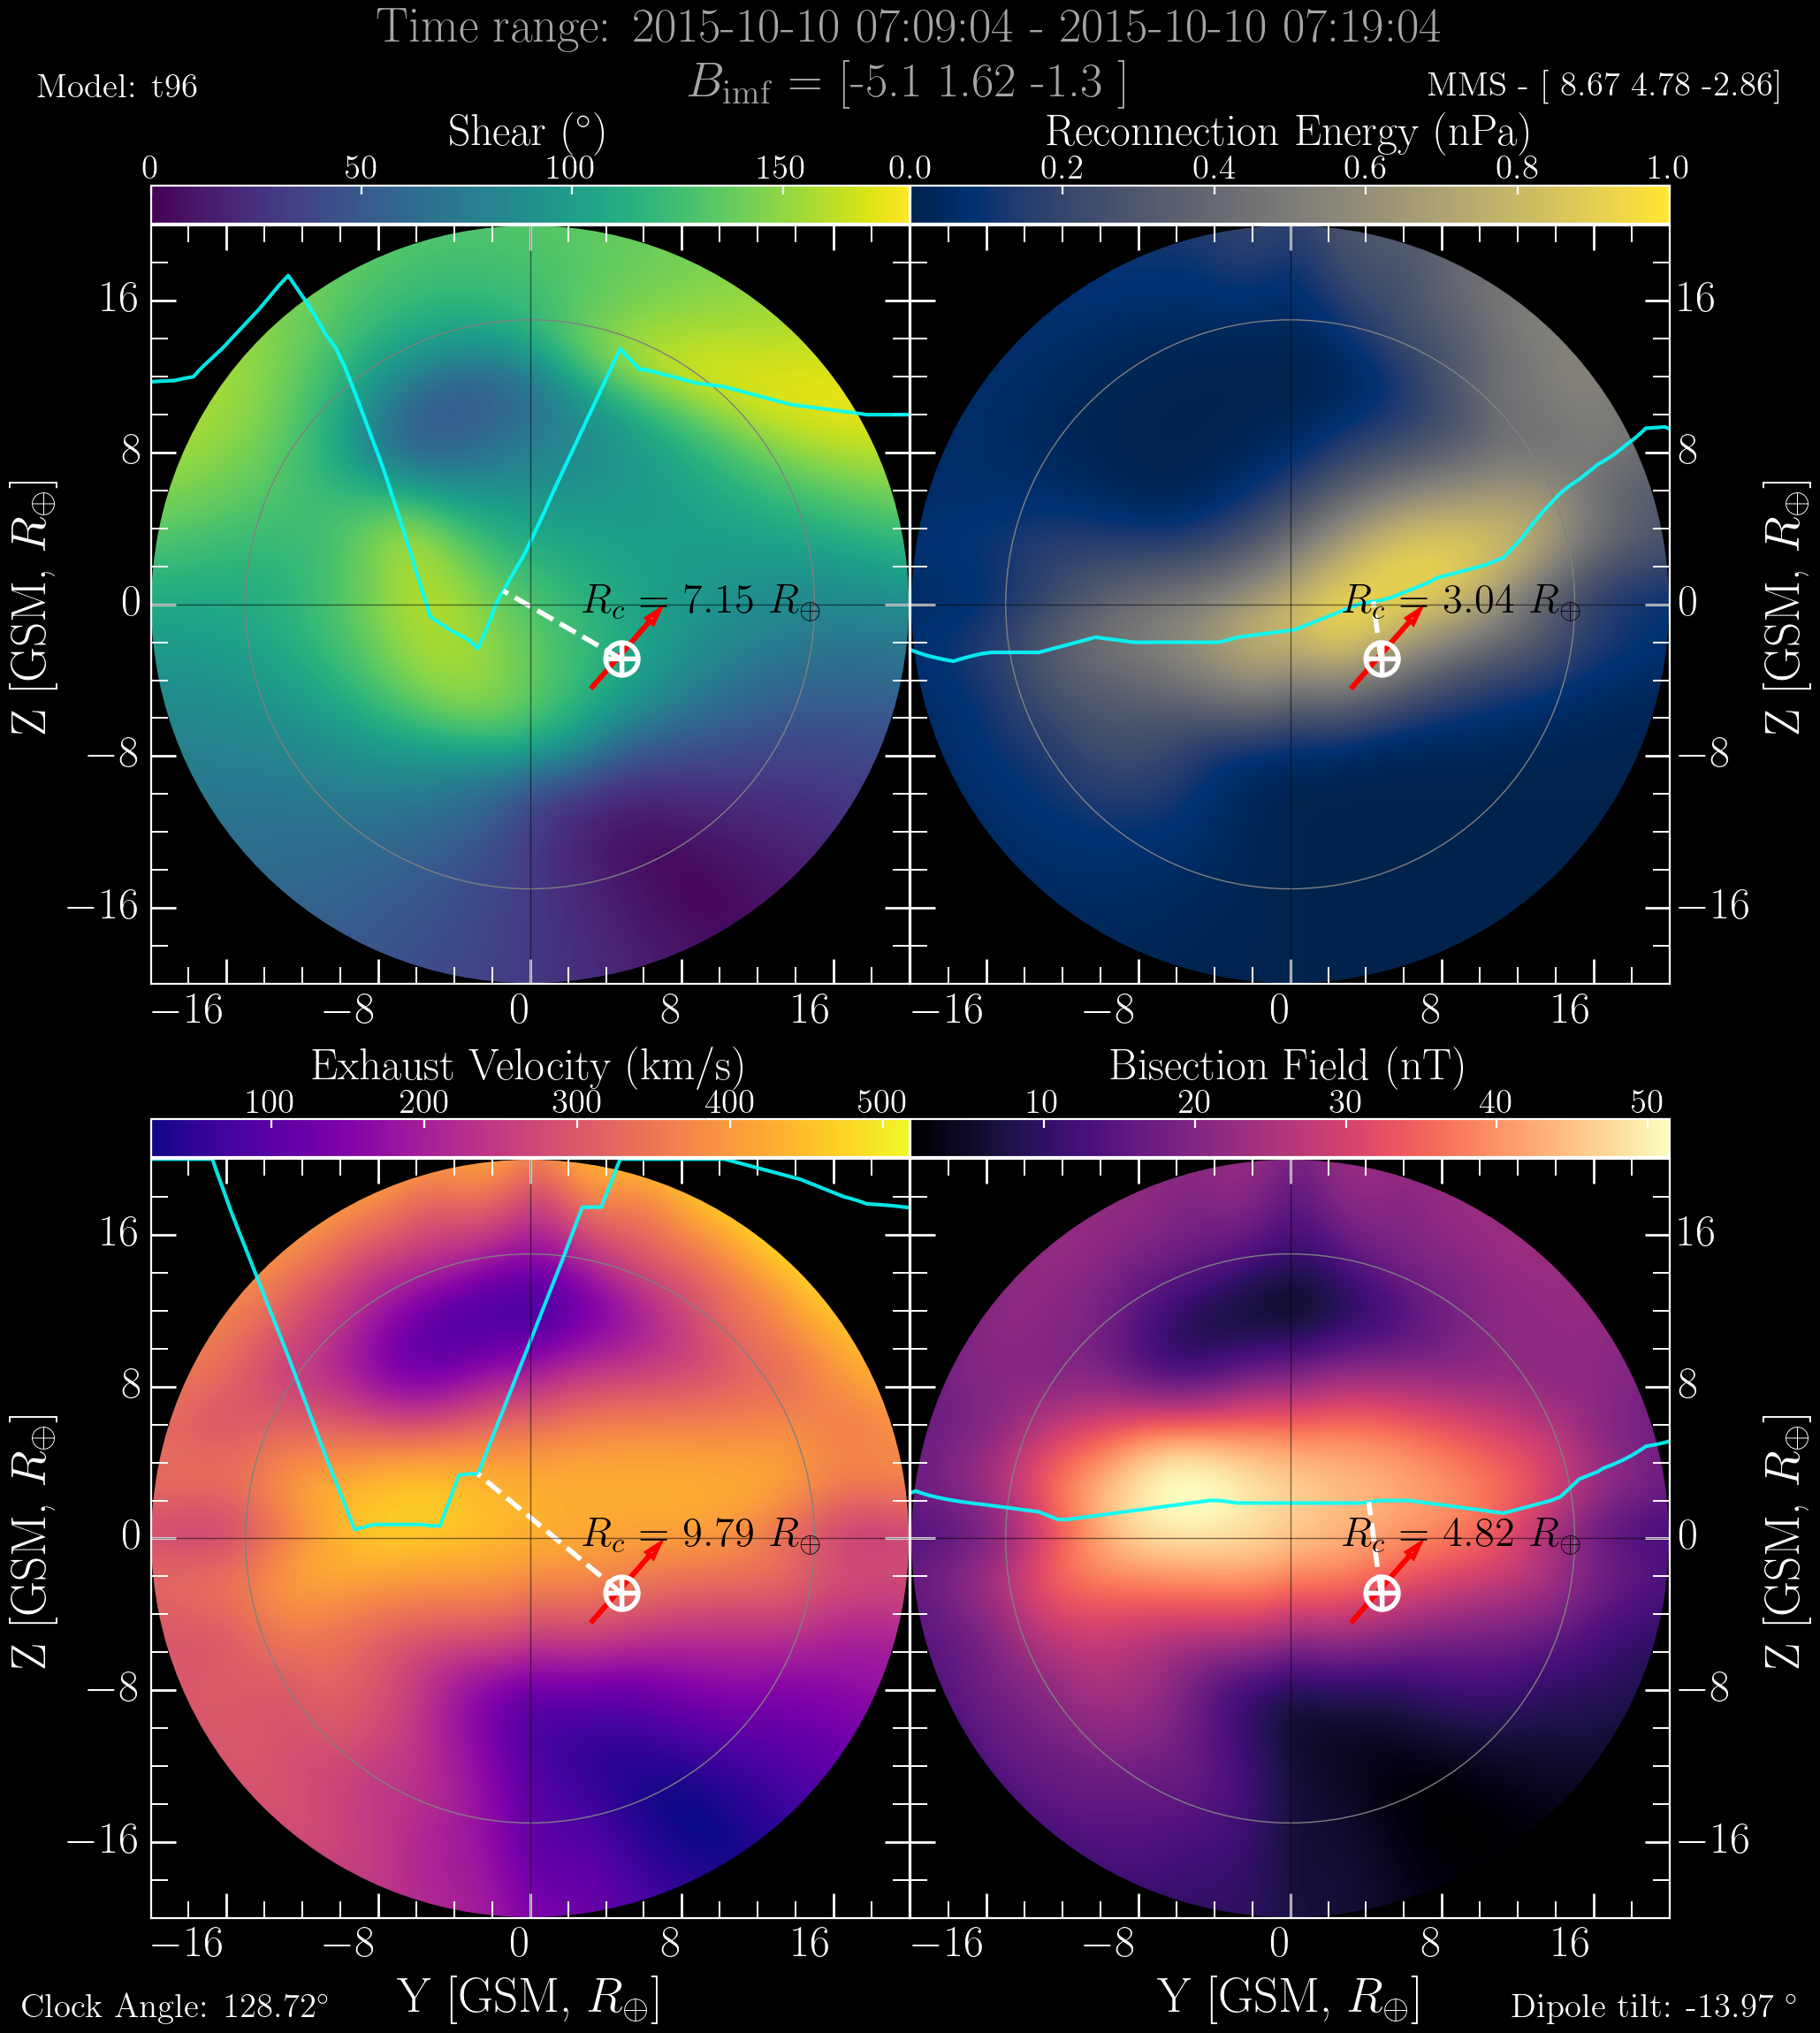 Time range: 2015-10-10 07:09:04 - 2015-10-10 07:19:04
Model: t96
B_imf = [-5.1 1.62 -1.3 ]
MMS - [ 8.67 4.78 -2.86]
Shear (°)
Reconnection Energy (nPa)
0 50 100 150
0.0 0.2 0.4 0.6 0.8 1.0
16 16
8 8
Z [GSM, R⊕]
0 0
Z [GSM, R⊕]
R_c = 7.15 R⊕
R_c = 3.04 R⊕
−8 −8
−16 −16
−16 −8 0 8 16
−16 −8 0 8 16
Exhaust Velocity (km/s)
Bisection Field (nT)
100 200 300 400 500
10 20 30 40 50
16 16
8 8
Z [GSM, R⊕]
0 0
Z [GSM, R⊕]
R_c = 9.79 R⊕
R_c = 4.82 R⊕
−8 −8
−16 −16
−16 −8 0 8 16
−16 −8 0 8 16
Y [GSM, R⊕]
Y [GSM, R⊕]
Clock Angle: 128.72°
Dipole tilt: -13.97 °